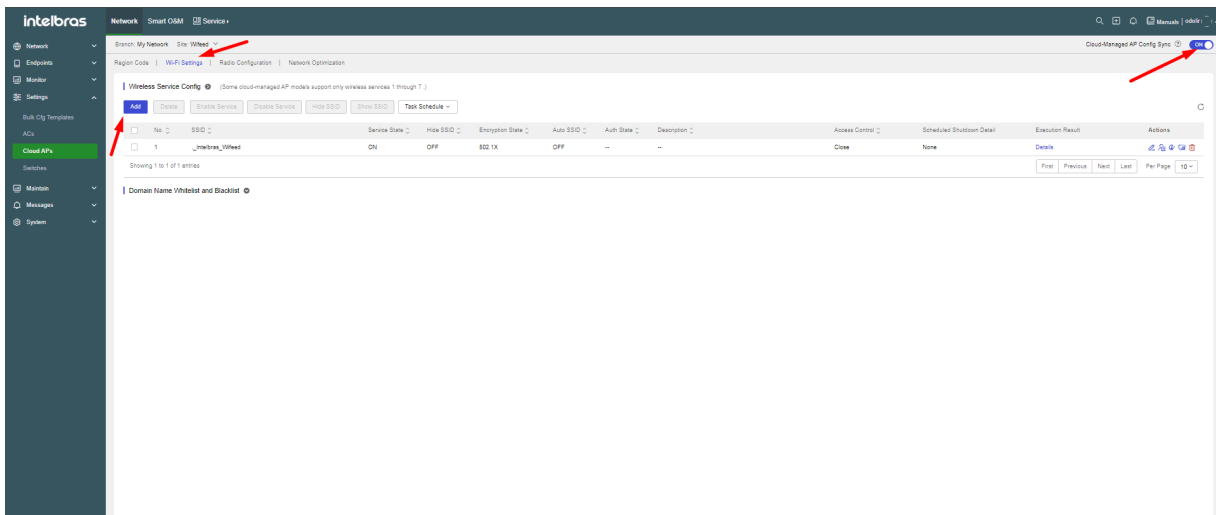 intelbras
Network Smart O&M Service
Manuals
Network
Endpoints
Monitor
Settings
Bulk Cfg Templates
ACs
Cloud APs
Switches
Maintain
Messages
System
Branch: My Network Site: Wifeed
Cloud-Managed AP Config Sync ON
Region Code | Wi-Fi Settings | Radio Configuration | Network Optimization
Wireless Service Config (Some cloud-managed AP models support only wireless services 1 through 7.)
Add Delete Enable Service Disable Service Hide SSID Show SSID Task Schedule
No. SSID Service State Hide SSID Encryption State Auto SSID Auth State Description Access Control Scheduled Shutdown Detail Execution Result Actions
1 _Intelbras_Wifeed ON OFF 802.1X OFF -- -- Close None Details
Showing 1 to 1 of 1 entries
First Previous Next Last Per Page 10
Domain Name Whitelist and Blacklist